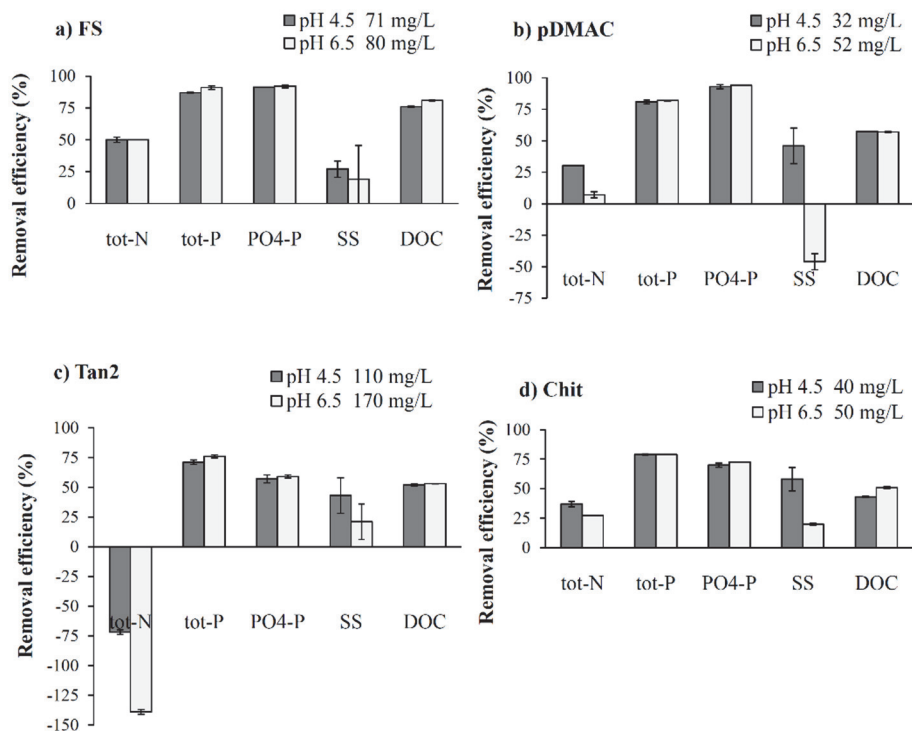 a) FS
pH 4.5 71 mg/L
pH 6.5 80 mg/L
Removal efficiency (%)
100
75
50
25
0
tot-N tot-P PO4-P SS DOC
b) pDMAC
pH 4.5 32 mg/L
pH 6.5 52 mg/L
Removal efficiency (%)
100
75
50
25
0
-25
-50
-75
tot-N tot-P PO4-P SS DOC
c) Tan2
pH 4.5 110 mg/L
pH 6.5 170 mg/L
Removal efficiency (%)
100
75
50
25
0
-25
-50
-75
-100
-125
-150
tot-N tot-P PO4-P SS DOC
d) Chit
pH 4.5 40 mg/L
pH 6.5 50 mg/L
Removal efficiency (%)
100
75
50
25
0
tot-N tot-P PO4-P SS DOC